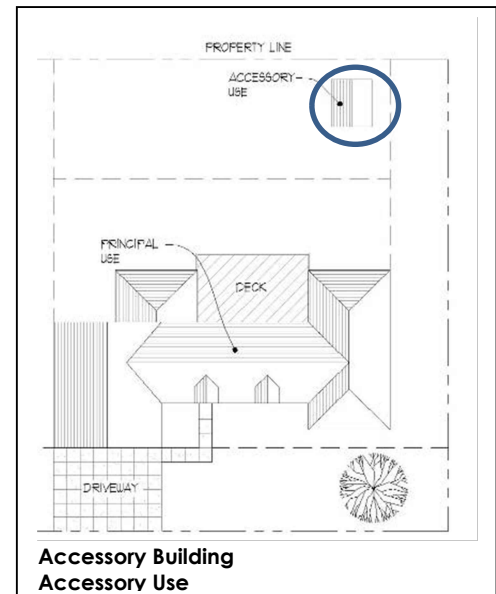 PROPERTY LINE
ACCESSORY
USE
PRINCIPAL
USE
DECK
DRIVEWAY
Accessory Building
Accessory Use